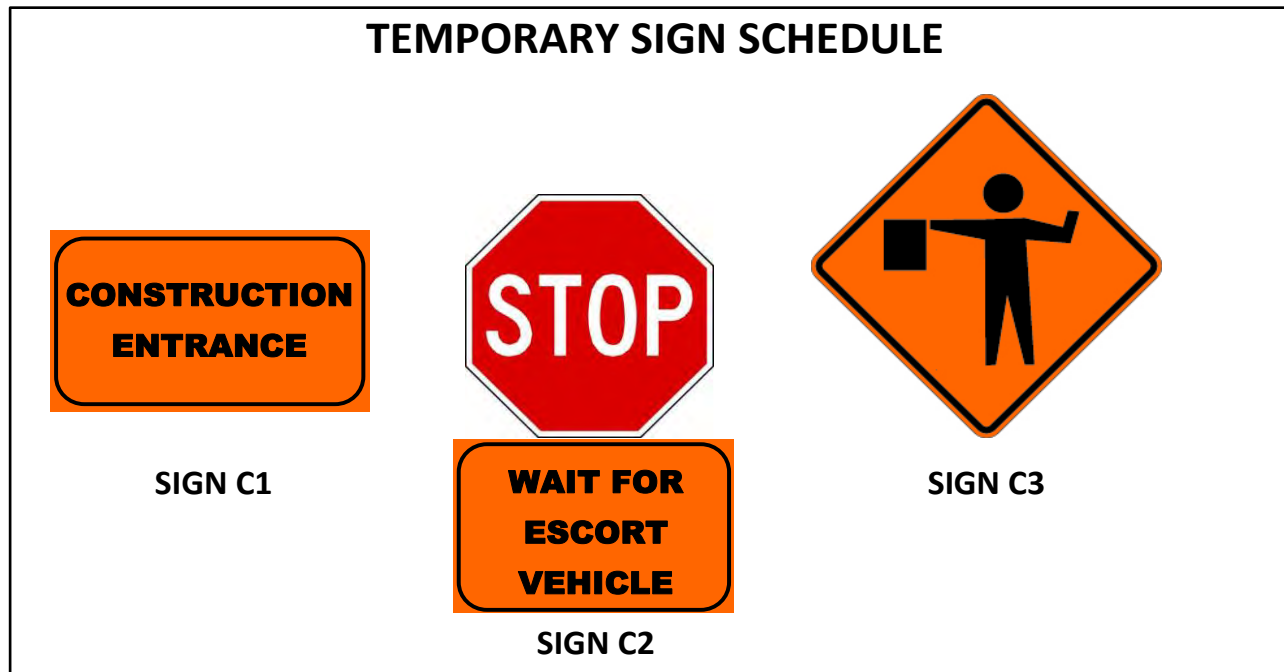 TEMPORARY SIGN SCHEDULE
CONSTRUCTION
ENTRANCE
SIGN C1
STOP
WAIT FOR
ESCORT
VEHICLE
SIGN C2
SIGN C3